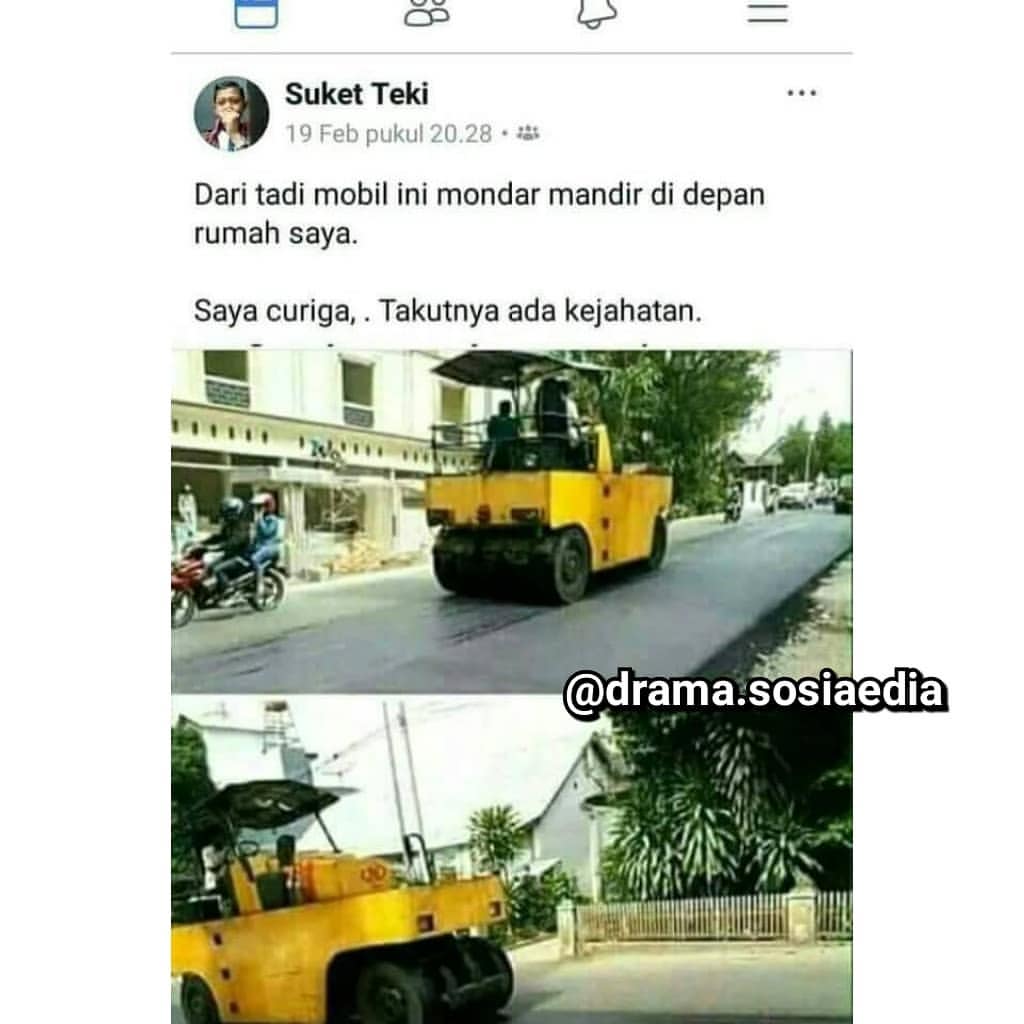 Suket Teki
19 Feb pukul 20.28 •
Dari tadi mobil ini mondar mandir di depan
rumah saya.
Saya curiga, . Takutnya ada kejahatan.
@drama.sosiaedia